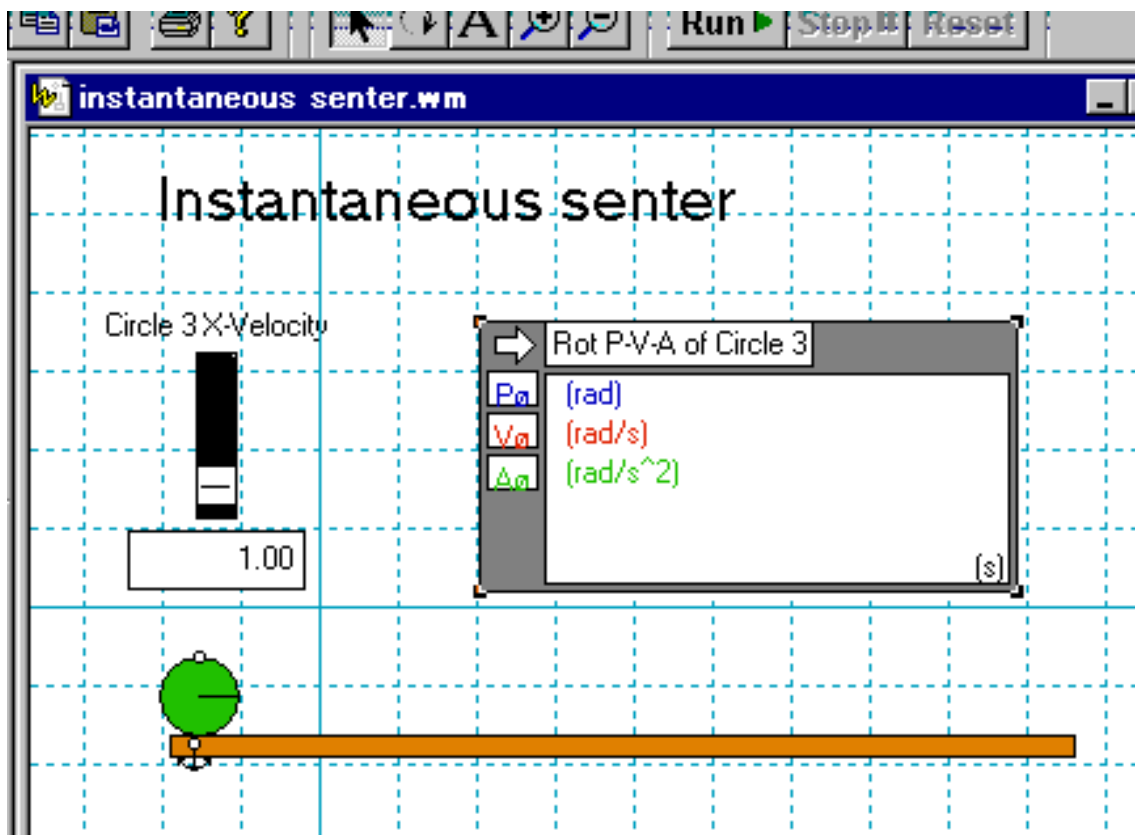 A Run Stop Reset
instantaneous senter.wm
Instantaneous senter
Circle 3 X-Velocity
1.00
Rot P-V-A of Circle 3
Pø (rad)
Vø (rad/s)
Aø (rad/s^2)
(s)